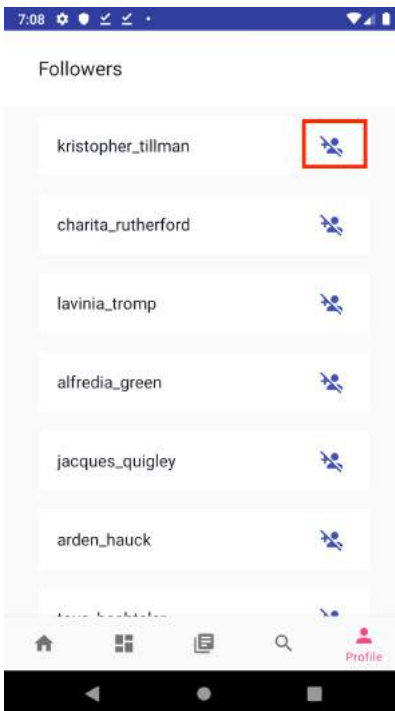 7:08
Followers
kristopher_tillman
charita_rutherford
lavinia_tromp
alfredia_green
jacques_quigley
arden_hauck
Profile